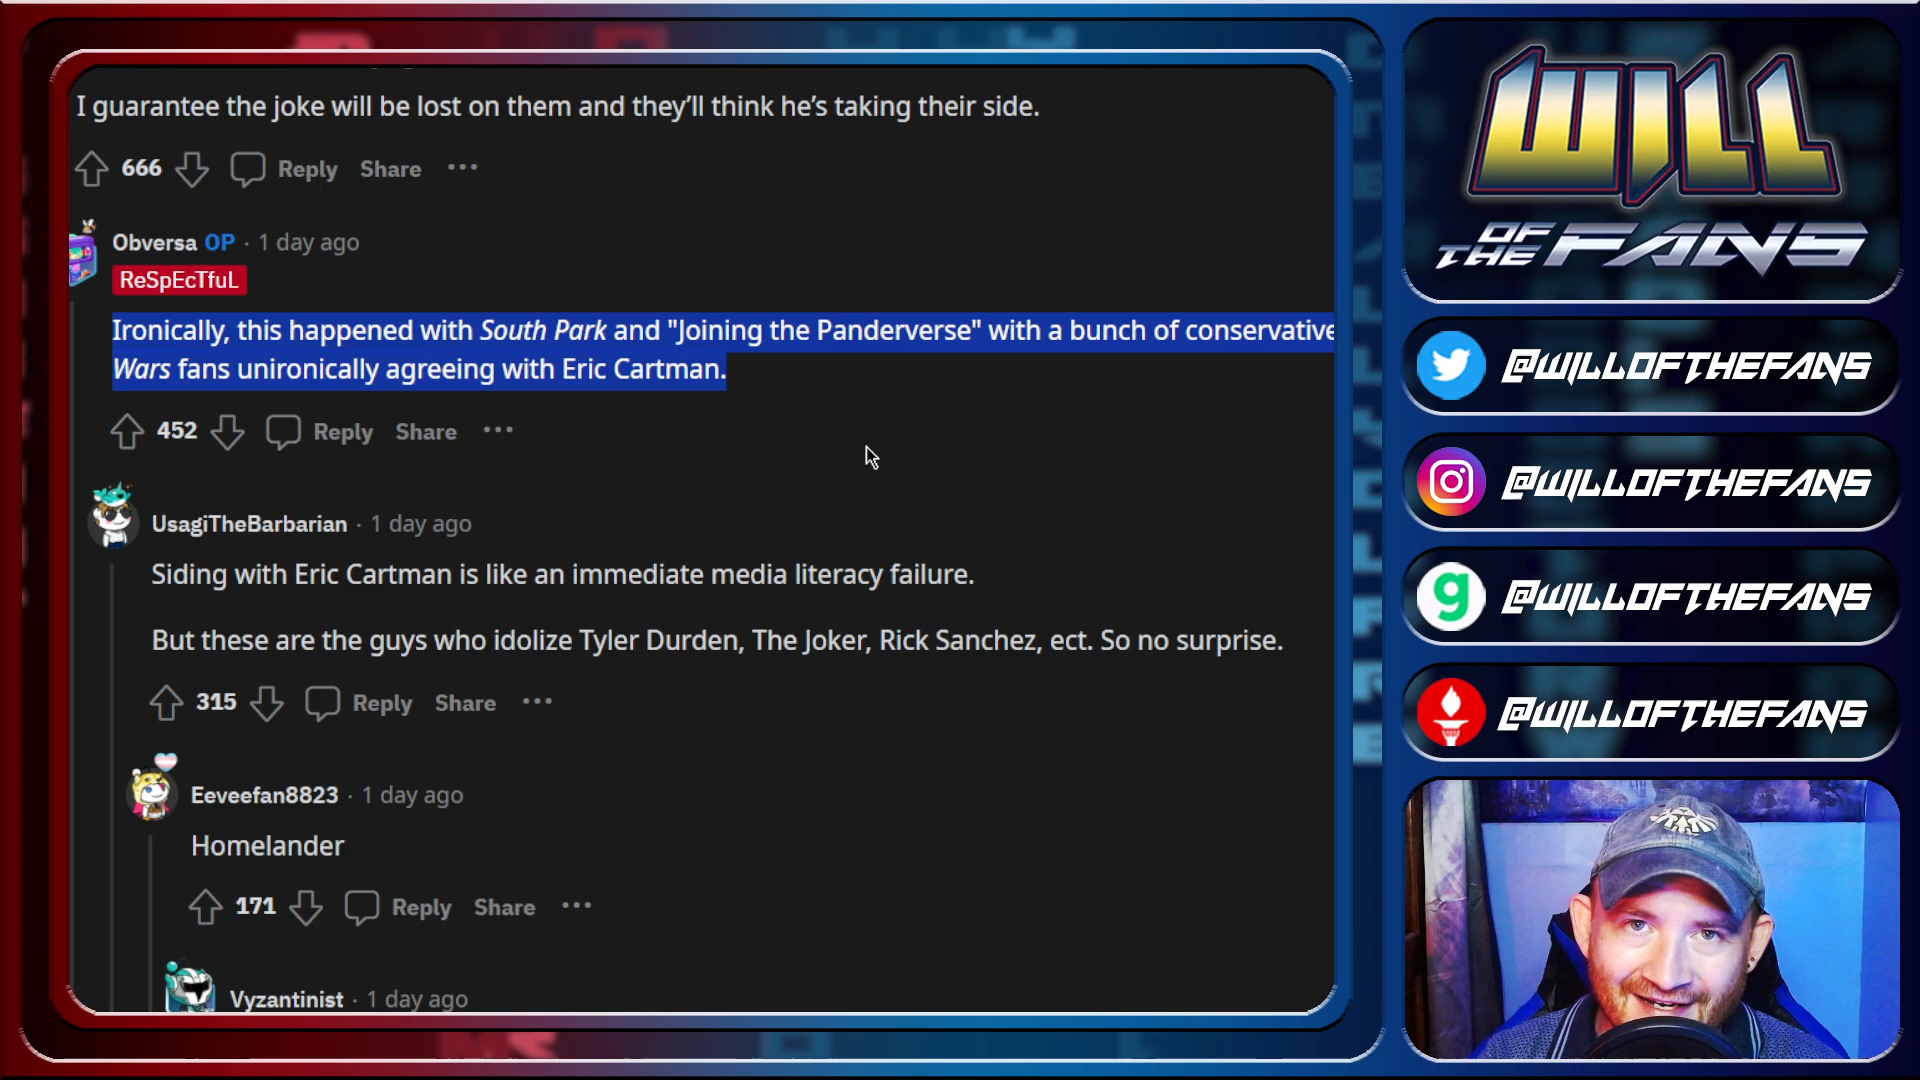 I guarantee the joke will be lost on them and they’ll think he’s taking their side.
666 Reply Share
Obversa OP · 1 day ago
ReSpEcTfuL
Ironically, this happened with South Park and "Joining the Panderverse" with a bunch of conservative
Wars fans unironically agreeing with Eric Cartman.
452 Reply Share
UsagiTheBarbarian · 1 day ago
Siding with Eric Cartman is like an immediate media literacy failure.
But these are the guys who idolize Tyler Durden, The Joker, Rick Sanchez, ect. So no surprise.
315 Reply Share
Eeveefan8823 · 1 day ago
Homelander
171 Reply Share
Vyzantinist · 1 day ago
WILL
OF
THE FANS
@WILLOFTHEFANS
@WILLOFTHEFANS
g @WILLOFTHEFANS
@WILLOFTHEFANS